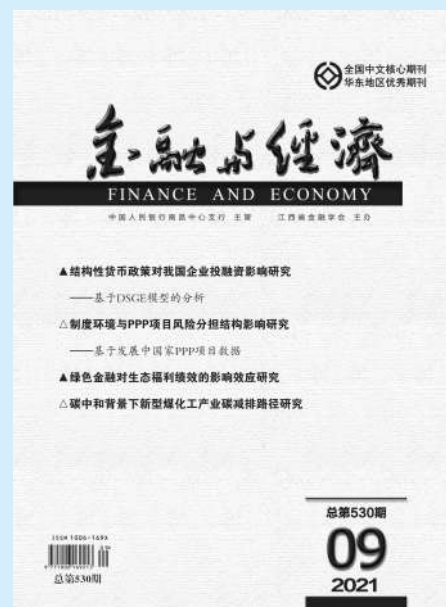 全国中文核心期刊
华东地区优秀期刊
金融与经济
FINANCE AND ECONOMY
中国人民银行南昌中心支行 主管 江西省金融学会 主办
▲结构性货币政策对我国企业投融资影响研究
——基于DSGE模型的分析
△制度环境与PPP项目风险分担结构影响研究
——基于发展中国家PPP项目数据
▲绿色金融对生态福利绩效的影响效应研究
△碳中和背景下新型煤化工产业碳减排路径研究
总第530期
09
2021
ISSN 1006-169X
总第530期